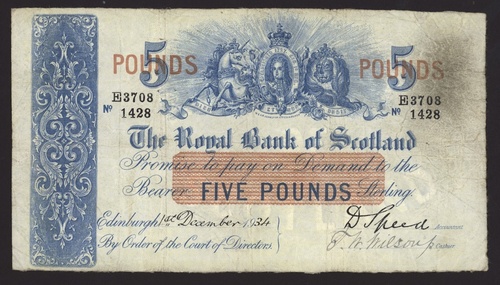 5 POUNDS 5 POUNDS
E3708 E3708
No 1428 No 1428
The Royal Bank of Scotland
Promise to pay on Demand to the
Bearer FIVE POUNDS Sterling.
Edinburgh 1st December 1934 D Speed Accountant
By Order of the Court of Directors. Cashier